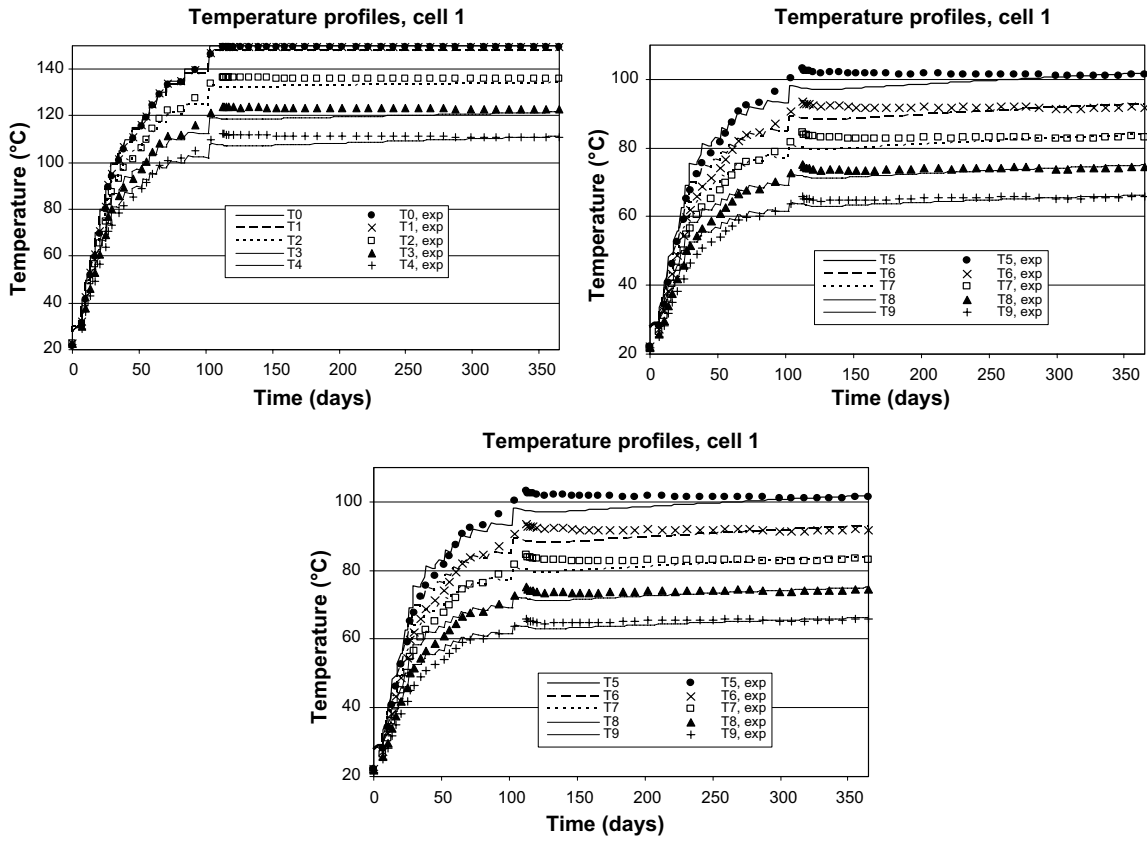 Temperature profiles, cell 1
Temperature (°C)
140
120
100
80
60
40
20
0 50 100 150 200 250 300 350
Time (days)
T0 T0, exp
T1 T1, exp
T2 T2, exp
T3 T3, exp
T4 T4, exp
Temperature profiles, cell 1
Temperature (°C)
100
80
60
40
20
0 50 100 150 200 250 300 350
Time (days)
T5 T5, exp
T6 T6, exp
T7 T7, exp
T8 T8, exp
T9 T9, exp
Temperature profiles, cell 1
Temperature (°C)
100
80
60
40
20
0 50 100 150 200 250 300 350
Time (days)
T5 T5, exp
T6 T6, exp
T7 T7, exp
T8 T8, exp
T9 T9, exp